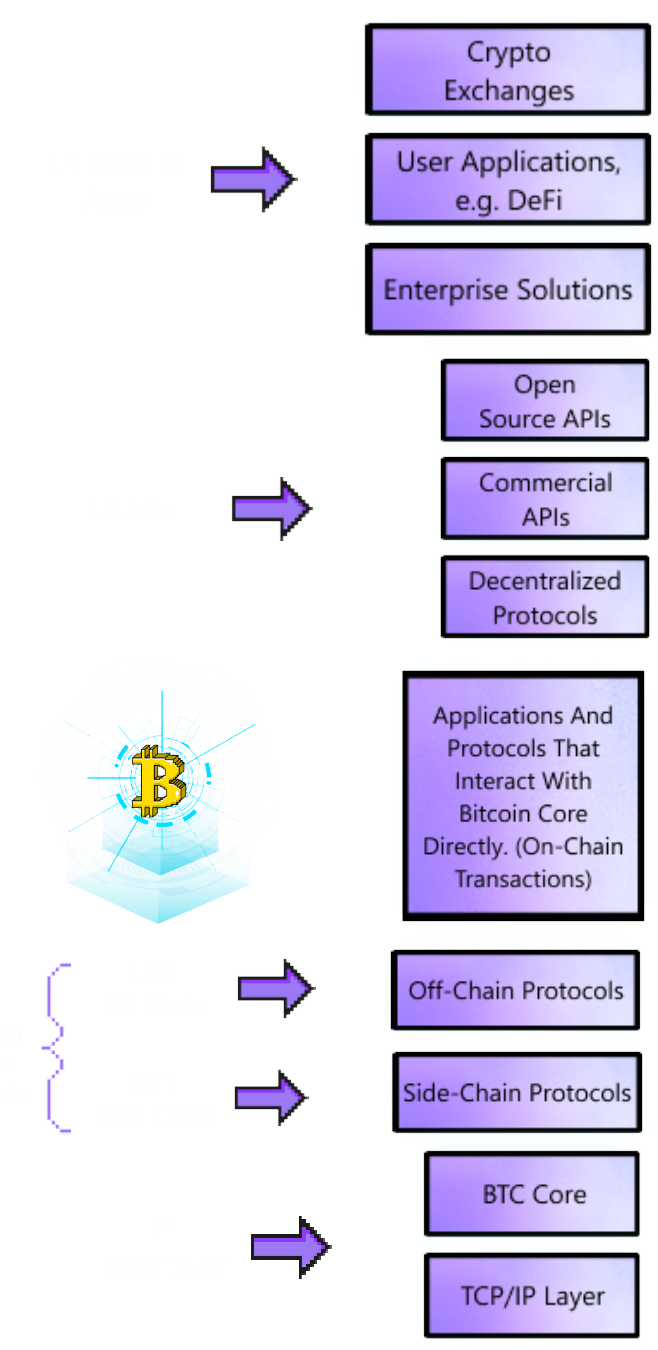 Crypto
Exchanges
User Applications,
e.g. DeFi
Enterprise Solutions
Open
Source APIs
Commercial
APIs
Decentralized
Protocols
Applications And
Protocols That
Interact With
Bitcoin Core
Directly. (On-Chain
Transactions)
Off-Chain Protocols
Side-Chain Protocols
BTC Core
TCP/IP Layer